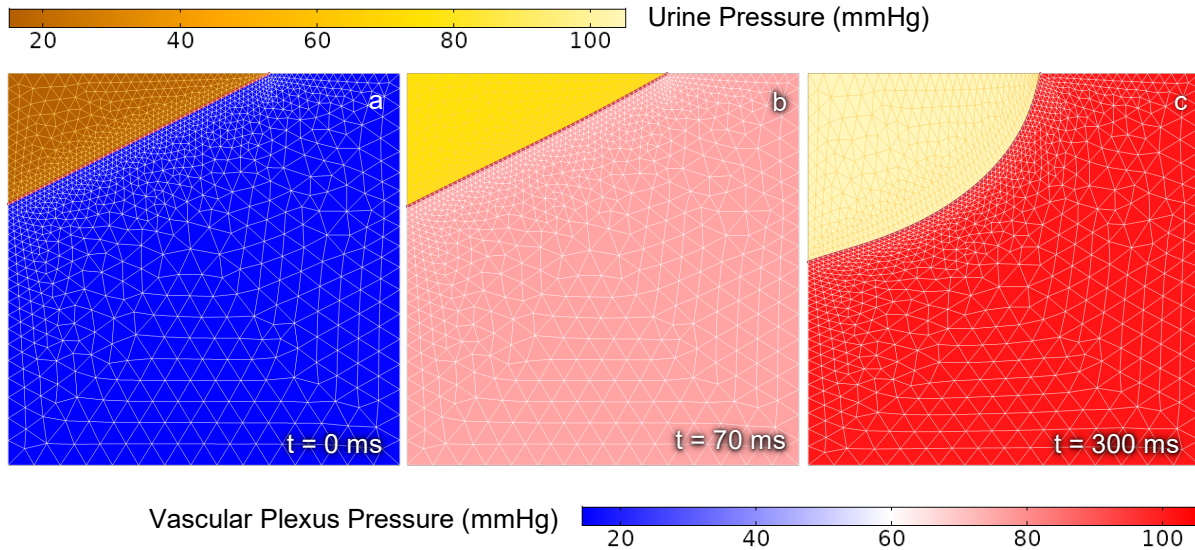 Urine Pressure (mmHg)
20 40 60 80 100
a b c
t = 0 ms t = 70 ms t = 300 ms
Vascular Plexus Pressure (mmHg)
20 40 60 80 100